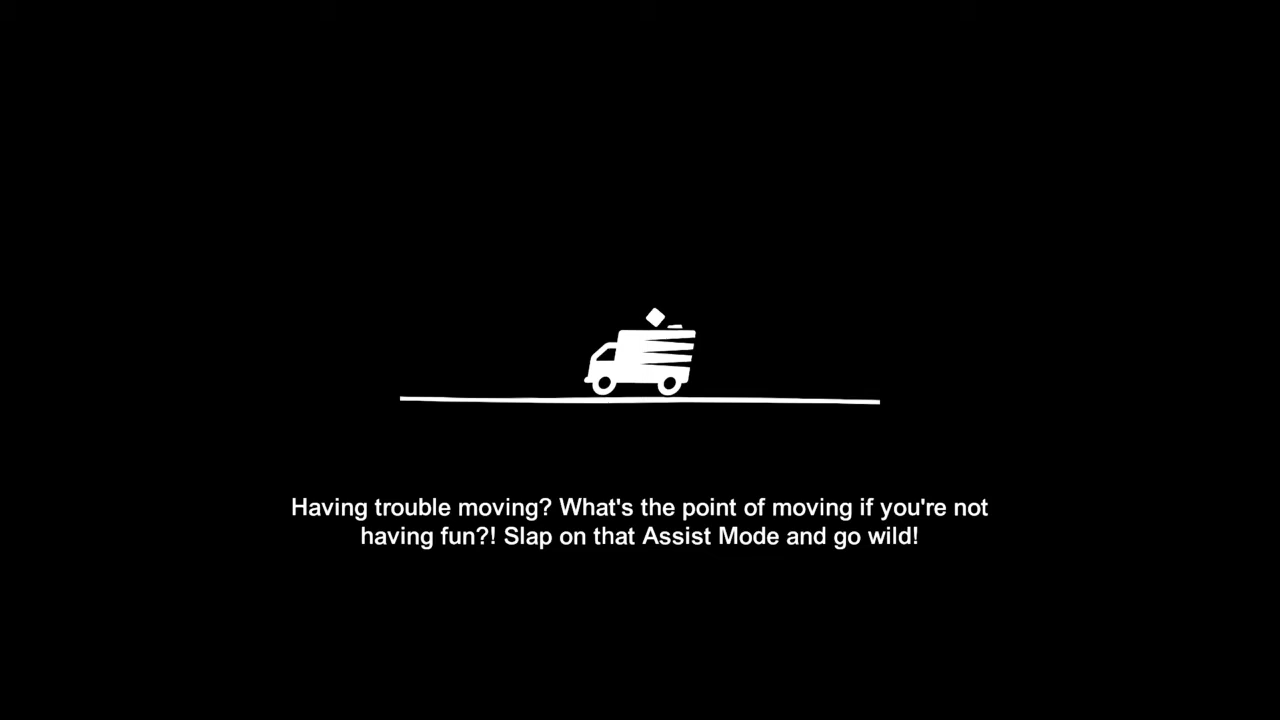 Having trouble moving? What's the point of moving if you're not
having fun?! Slap on that Assist Mode and go wild!